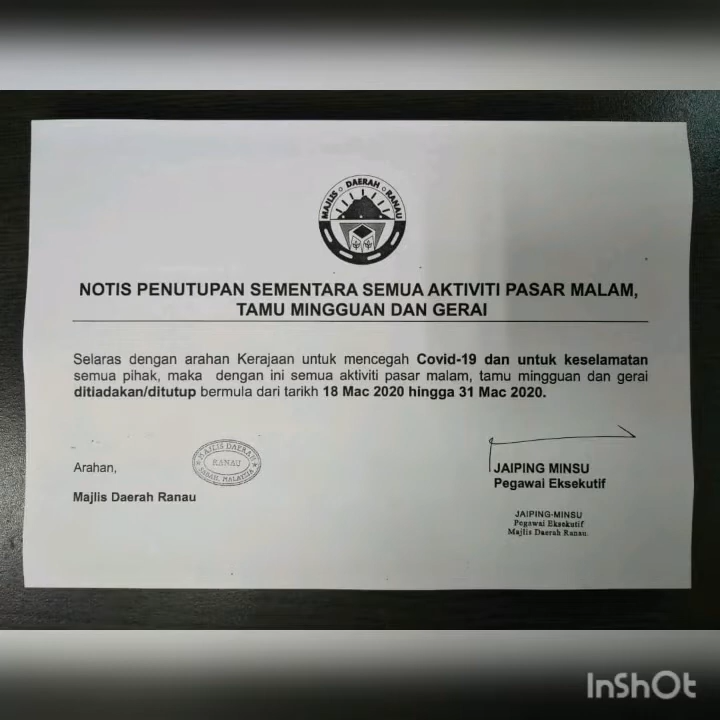 MAJLIS DAERAH RANAU
NOTIS PENUTUPAN SEMENTARA SEMUA AKTIVITI PASAR MALAM,
TAMU MINGGUAN DAN GERAI
Selaras dengan arahan Kerajaan untuk mencegah Covid-19 dan untuk keselamatan
semua pihak, maka dengan ini semua aktiviti pasar malam, tamu mingguan dan gerai
ditiadakan/ditutup bermula dari tarikh 18 Mac 2020 hingga 31 Mac 2020.
Arahan,
Majlis Daerah Ranau
MAJLIS DAERAH
RANAU
SABAH, MALAYSIA
JAIPING MINSU
Pegawai Eksekutif
JAIPING-MINSU
Pegawai Eksekutif
Majlis Daerah Ranau.
InShOt